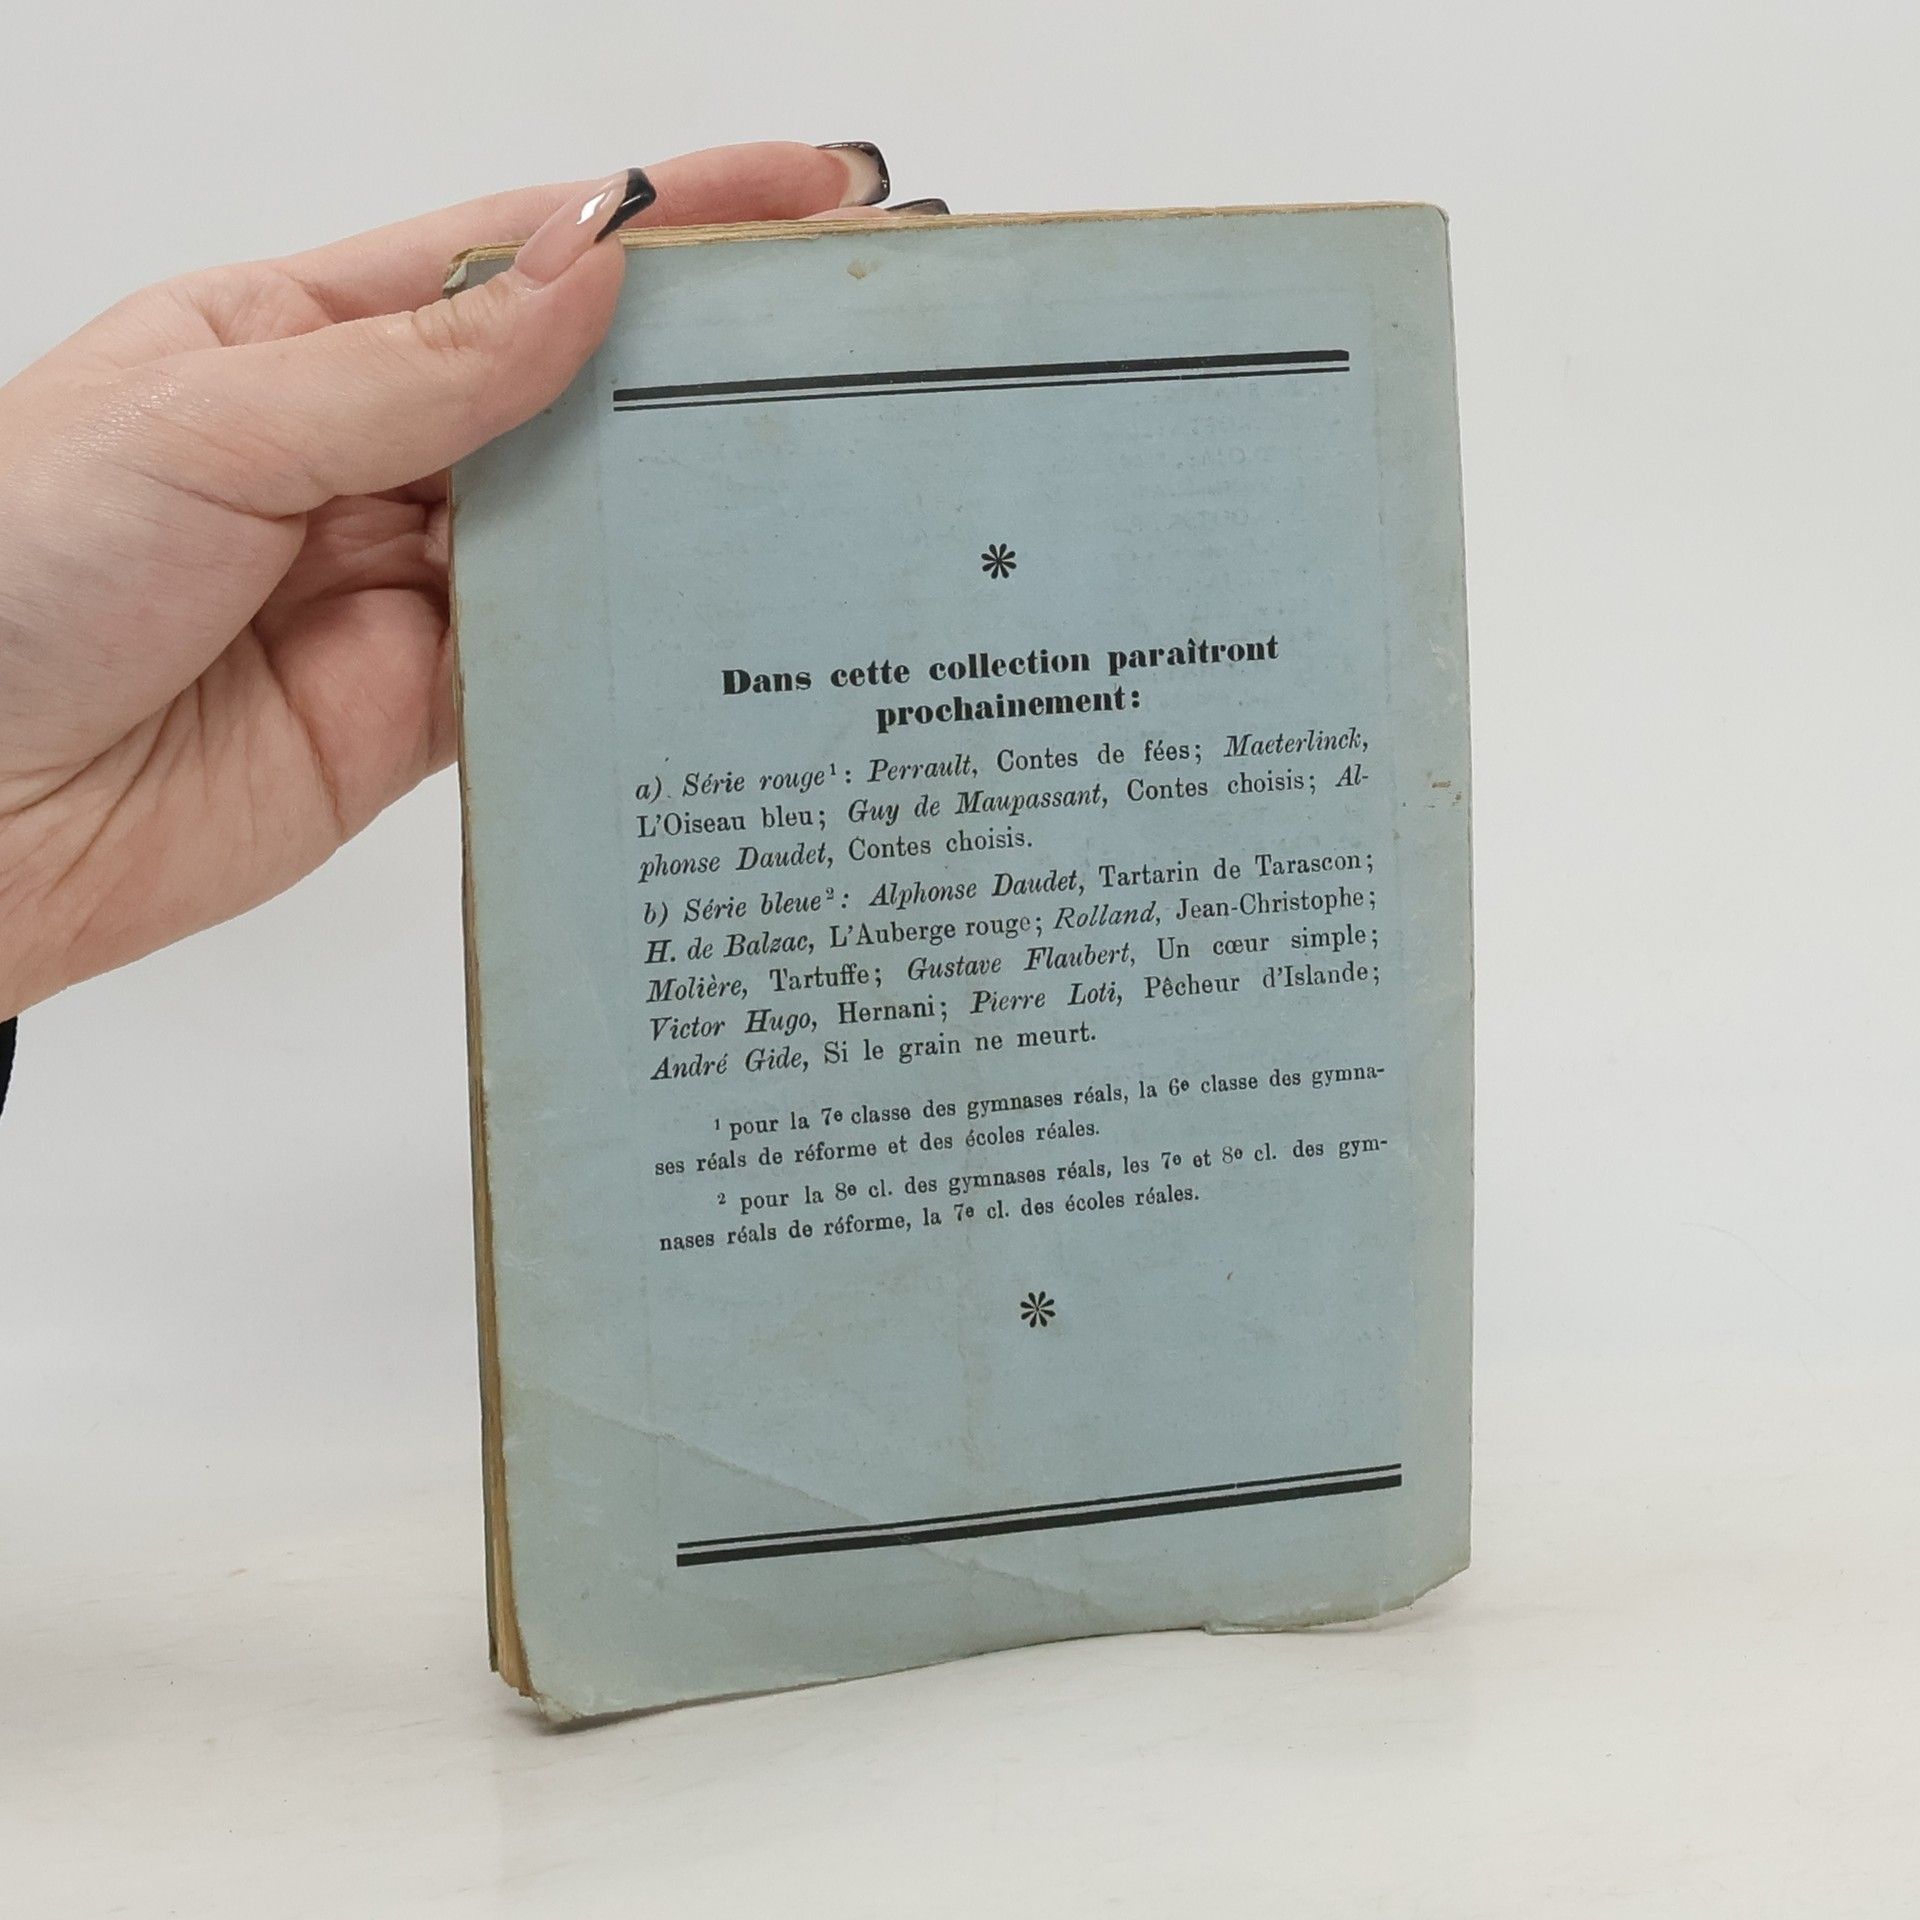 Dans cette collection paraîtront
prochainement:
a) Série rouge¹: Perrault, Contes de fées; Maeterlinck,
L'Oiseau bleu; Guy de Maupassant, Contes choisis; Al-
phonse Daudet, Contes choisis.
b) Série bleue²: Alphonse Daudet, Tartarin de Tarascon;
H. de Balzac, L'Auberge rouge; Rolland, Jean-Christophe;
Molière, Tartuffe; Gustave Flaubert, Un cœur simple;
Victor Hugo, Hernani; Pierre Loti, Pêcheur d'Islande;
André Gide, Si le grain ne meurt.
¹ pour la 7e classe des gymnases réals, la 6e classe des gymna-
ses réals de réforme et des écoles réales.
² pour la 8e cl. des gymnases réals, les 7e et 8e cl. des gym-
nases réals de réforme, la 7e cl. des écoles réales.